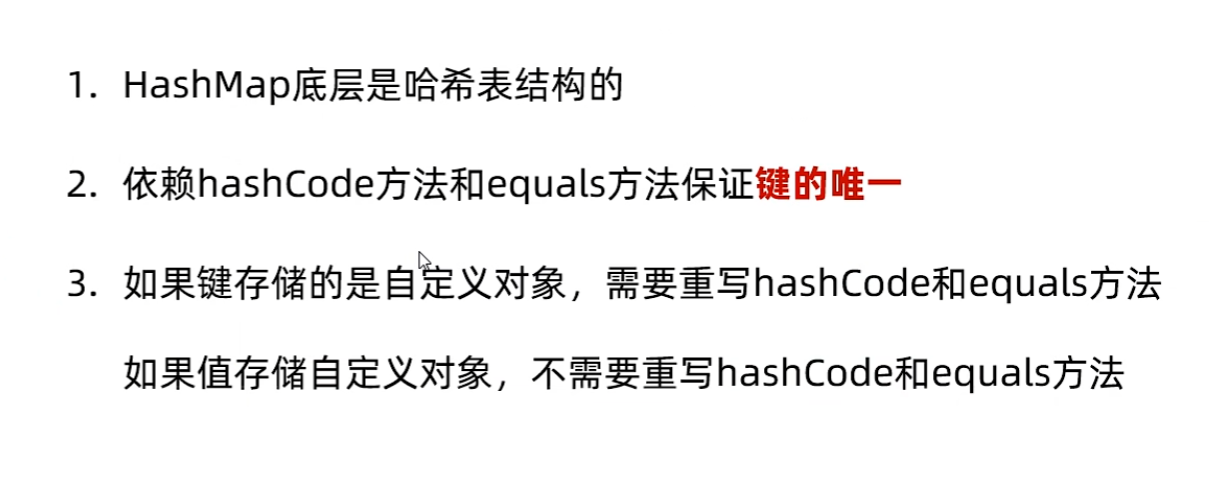 1. HashMap底层是哈希表结构的
2. 依赖hashCode方法和equals方法保证键的唯一
3. 如果键存储的是自定义对象，需要重写hashCode和equals方法
如果值存储自定义对象，不需要重写hashCode和equals方法